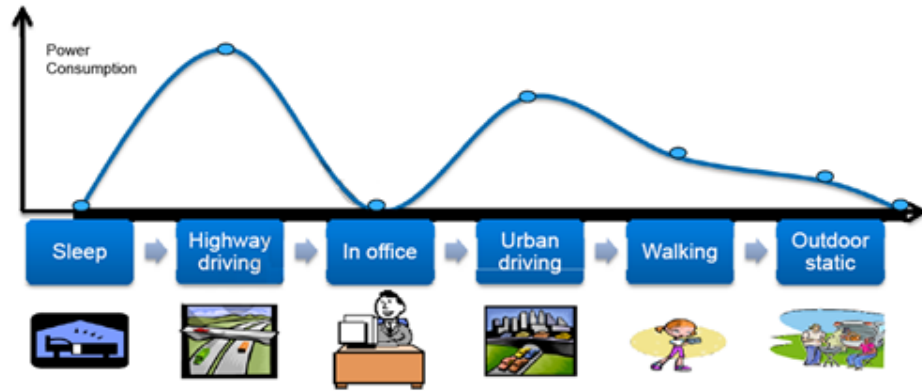 Power
Consumption
Sleep
Highway
driving
In office
Urban
driving
Walking
Outdoor
static